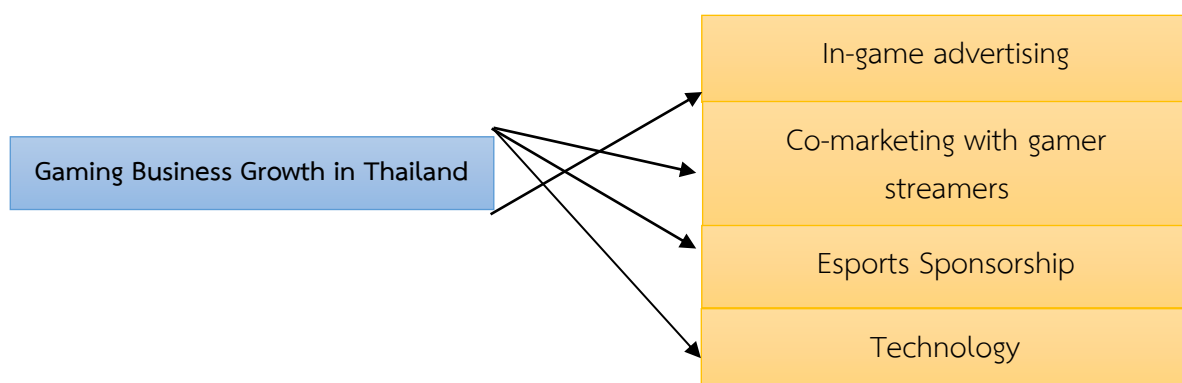 In-game advertising
Gaming Business Growth in Thailand
Co-marketing with gamer
streamers
Esports Sponsorship
Technology